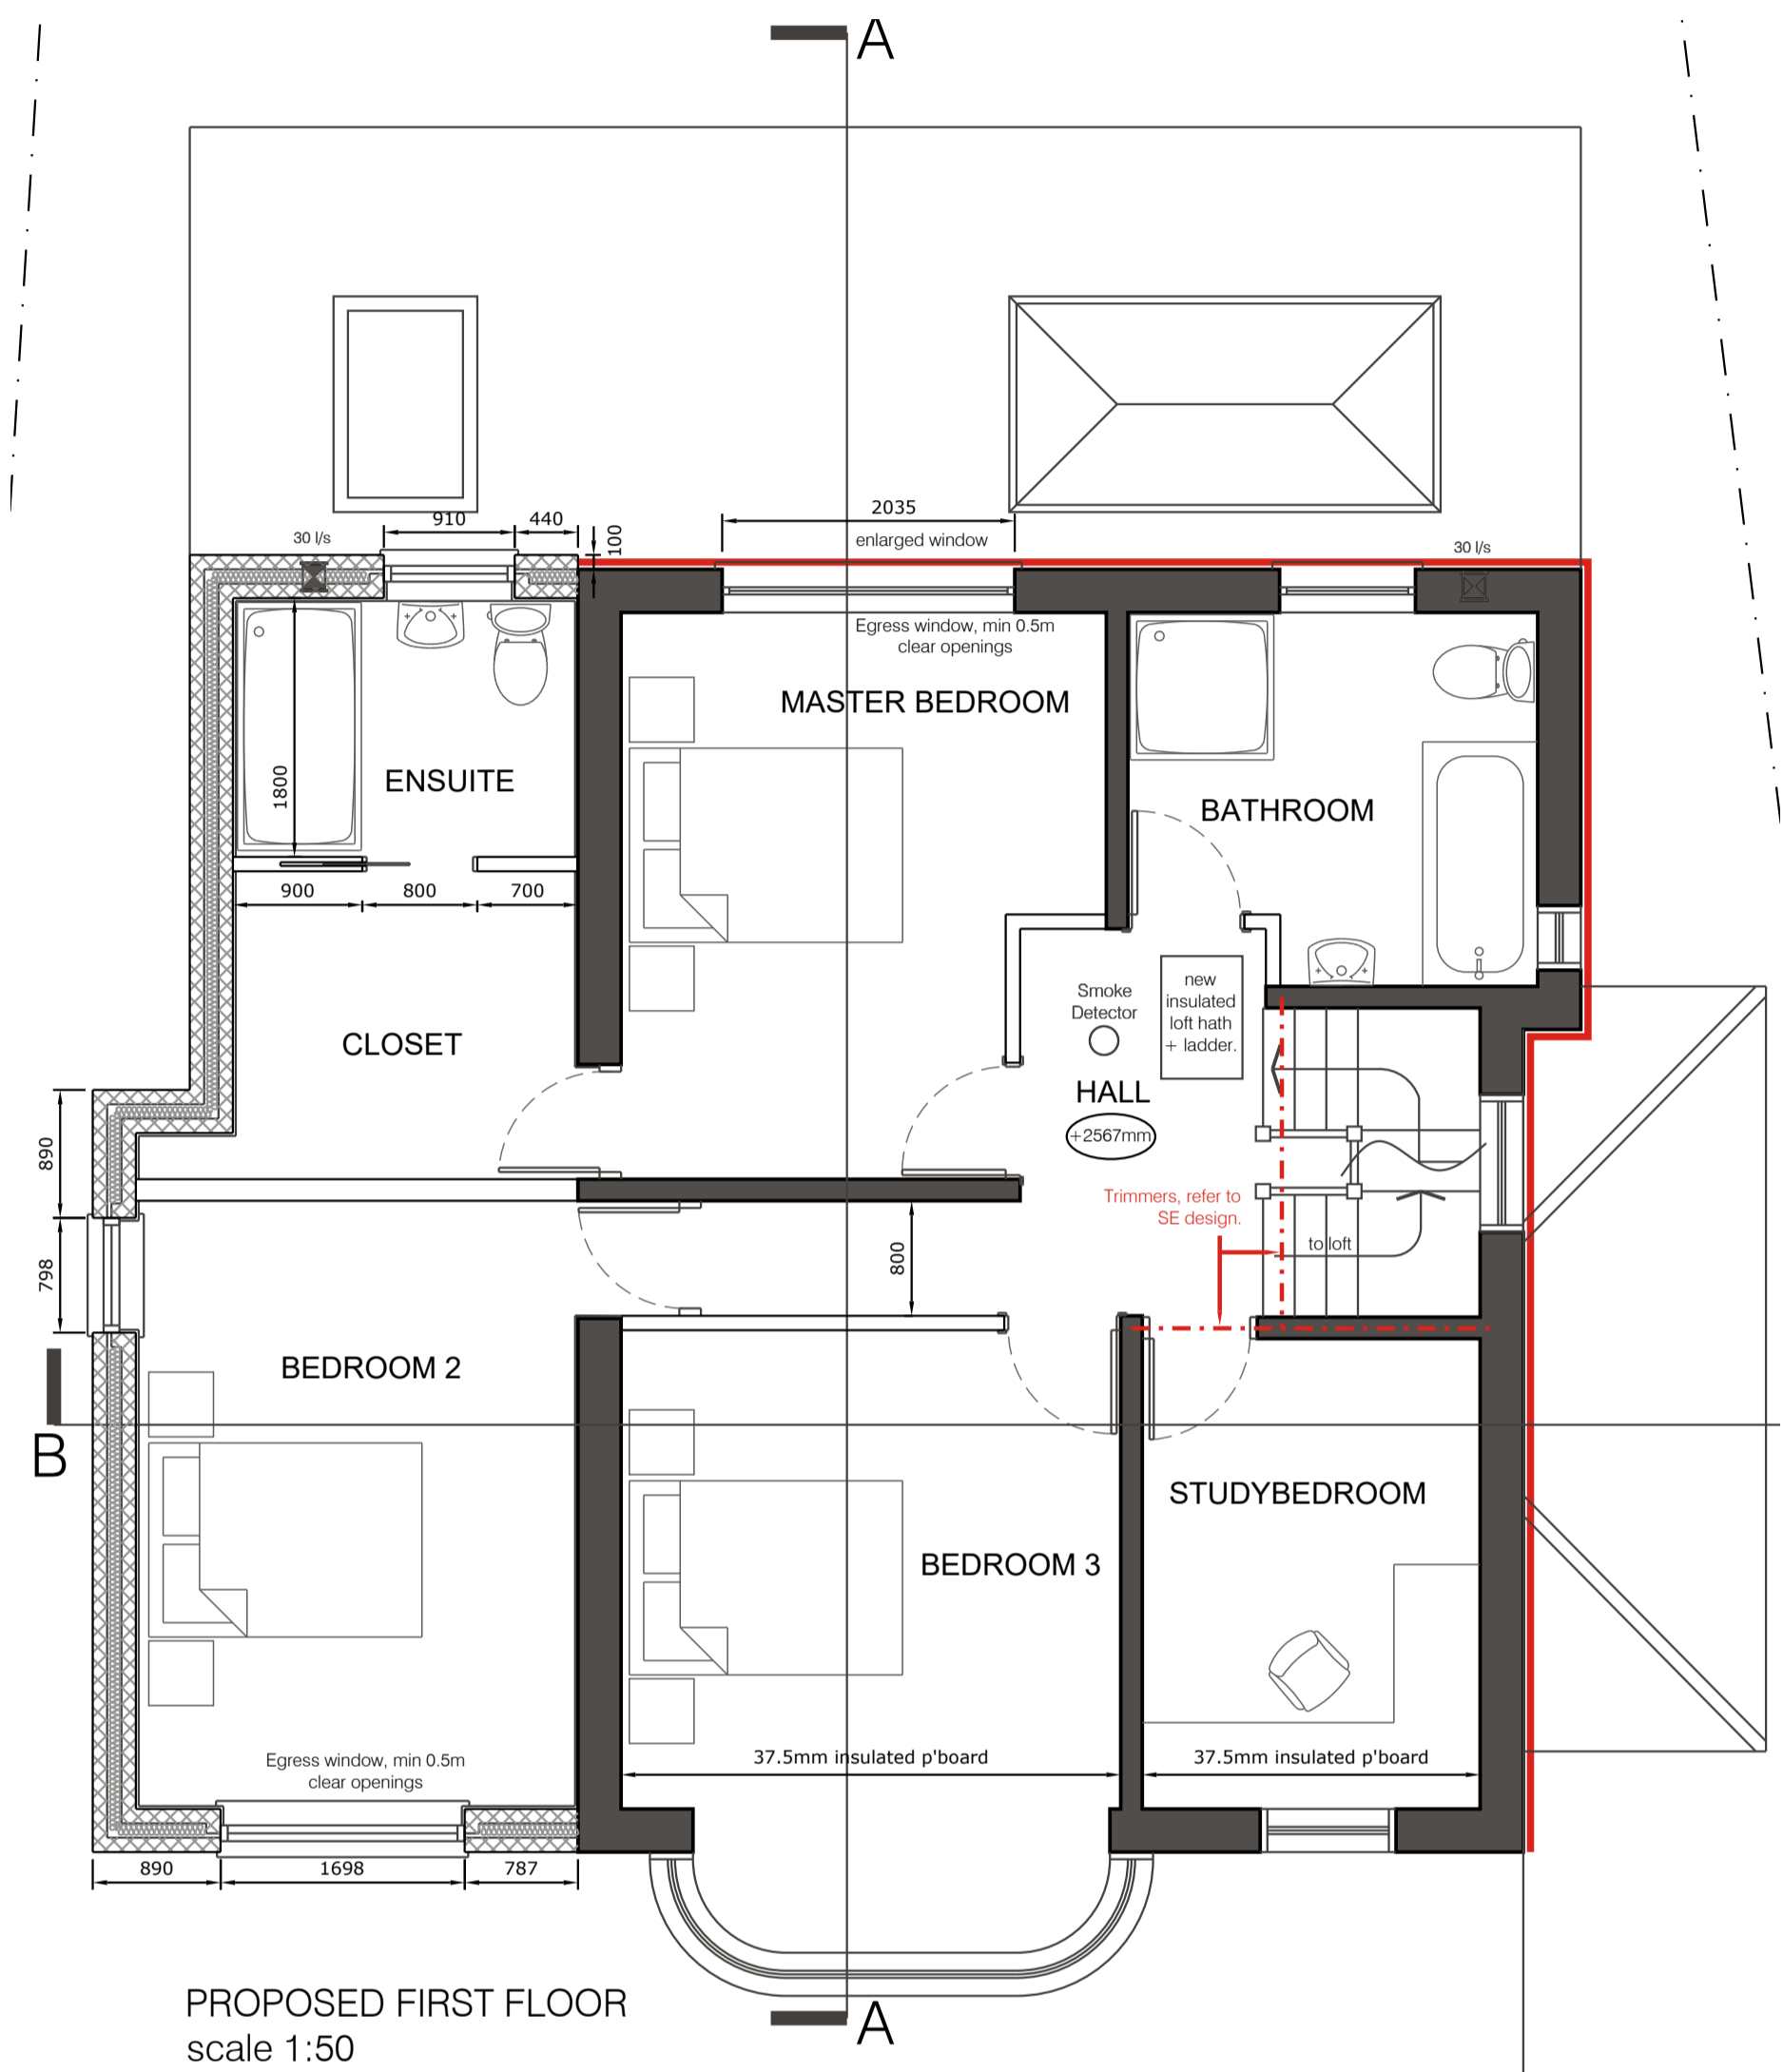 A
910
440
100
2035
30 l/s
enlarged window
30 l/s
Egress window, min 0.5m
clear openings
MASTER BEDROOM
1800
ENSUITE
BATHROOM
900
800
700
Smoke
Detector
new
insulated
loft hath
+ ladder.
CLOSET
HALL
+2567mm
890
Trimmers, refer to
SE design.
798
800
to loft
BEDROOM 2
B
STUDYBEDROOM
BEDROOM 3
Egress window, min 0.5m
clear openings
37.5mm insulated p'board
37.5mm insulated p'board
890
1698
787
PROPOSED FIRST FLOOR
scale 1:50
A